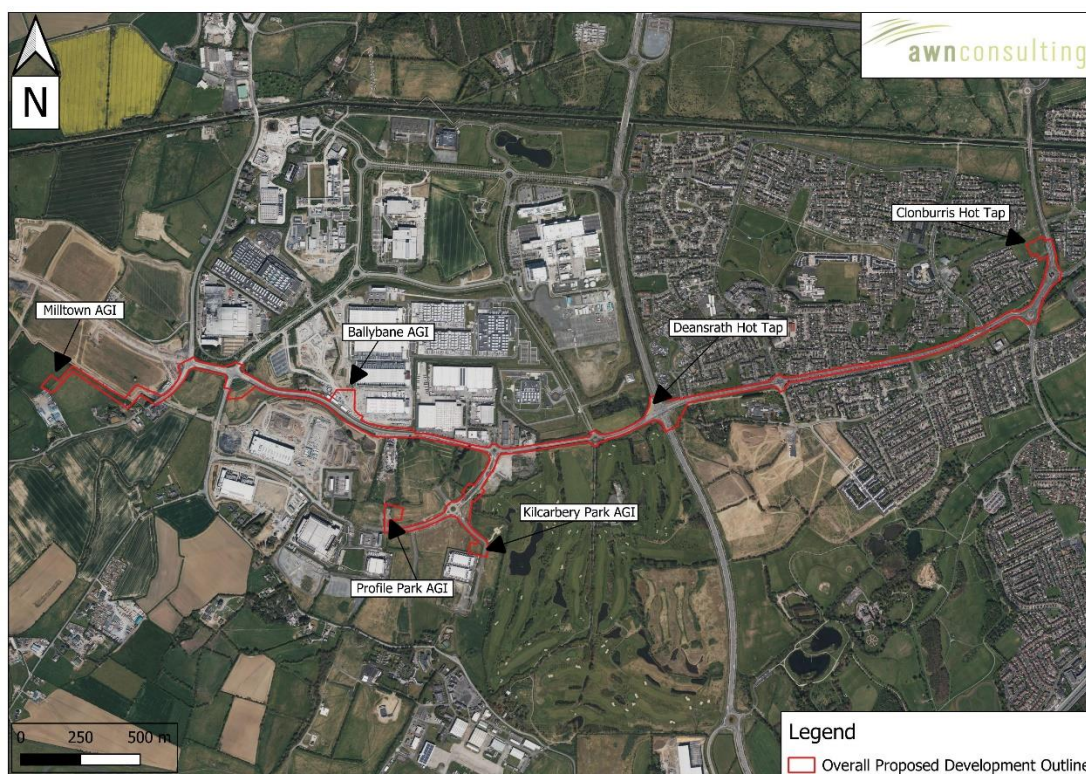 N
awnconsulting
Clonburris Hot Tap
Milltown AGI
Ballybane AGI
Deansrath Hot Tap
Kilcarbery Park AGI
Profile Park AGI
0 250 500 m
Legend
Overall Proposed Development Outline